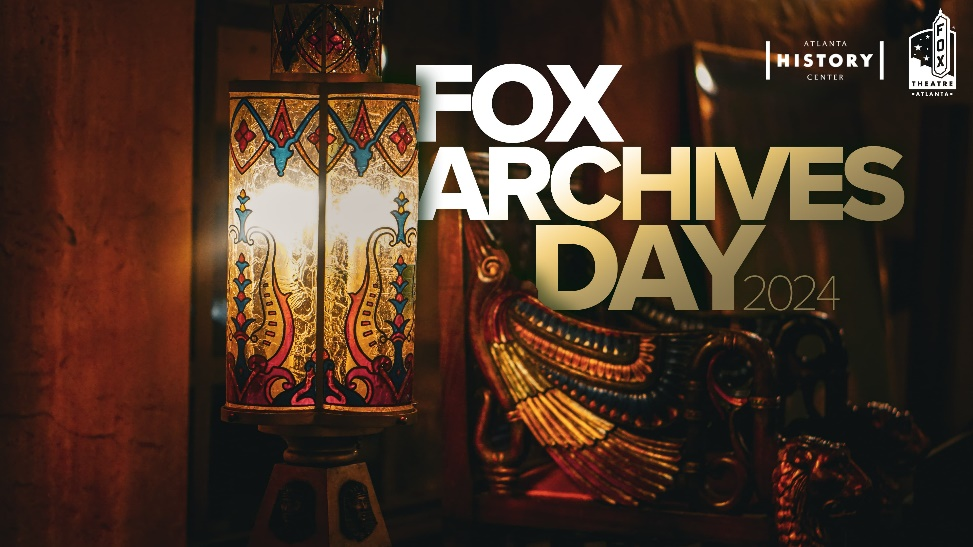 ATLANTA
HISTORY
CENTER
FOX
THEATRE
•ATLANTA•
FOX
ARCHIVES
DAY 2024